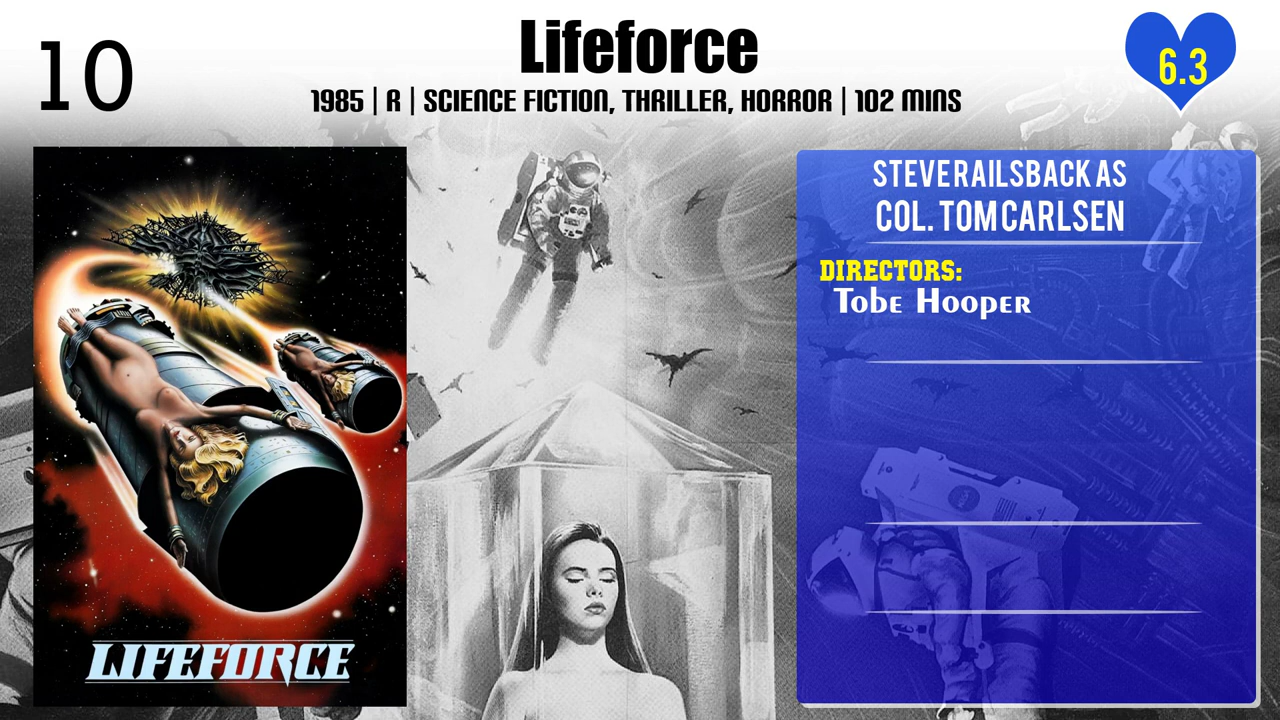 10
Lifeforce
1985 | R | SCIENCE FICTION, THRILLER, HORROR | 102 MINS
6.3
STEVE RAILSBACK AS
COL. TOM CARLSEN
DIRECTORS:
Tobe Hooper
LIFEFORCE